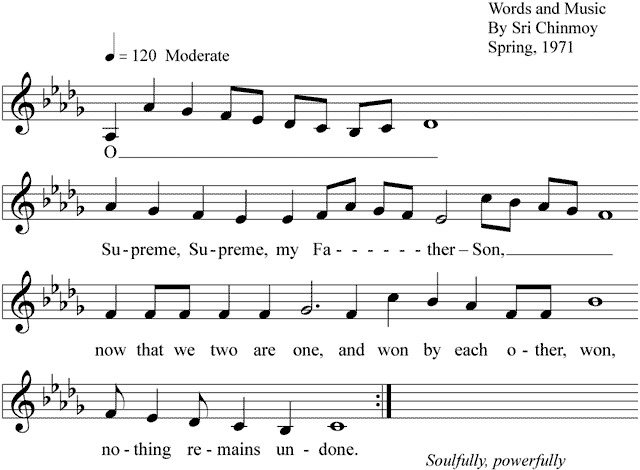 Words and Music
By Sri Chinmoy
Spring, 1971
♩ = 120 Moderate
O
Su-preme, Su-preme, my Fa- - - - - -ther–Son,
now that we two are one, and won by each o-ther, won,
no-thing re-mains un-done.
Soulfully, powerfully